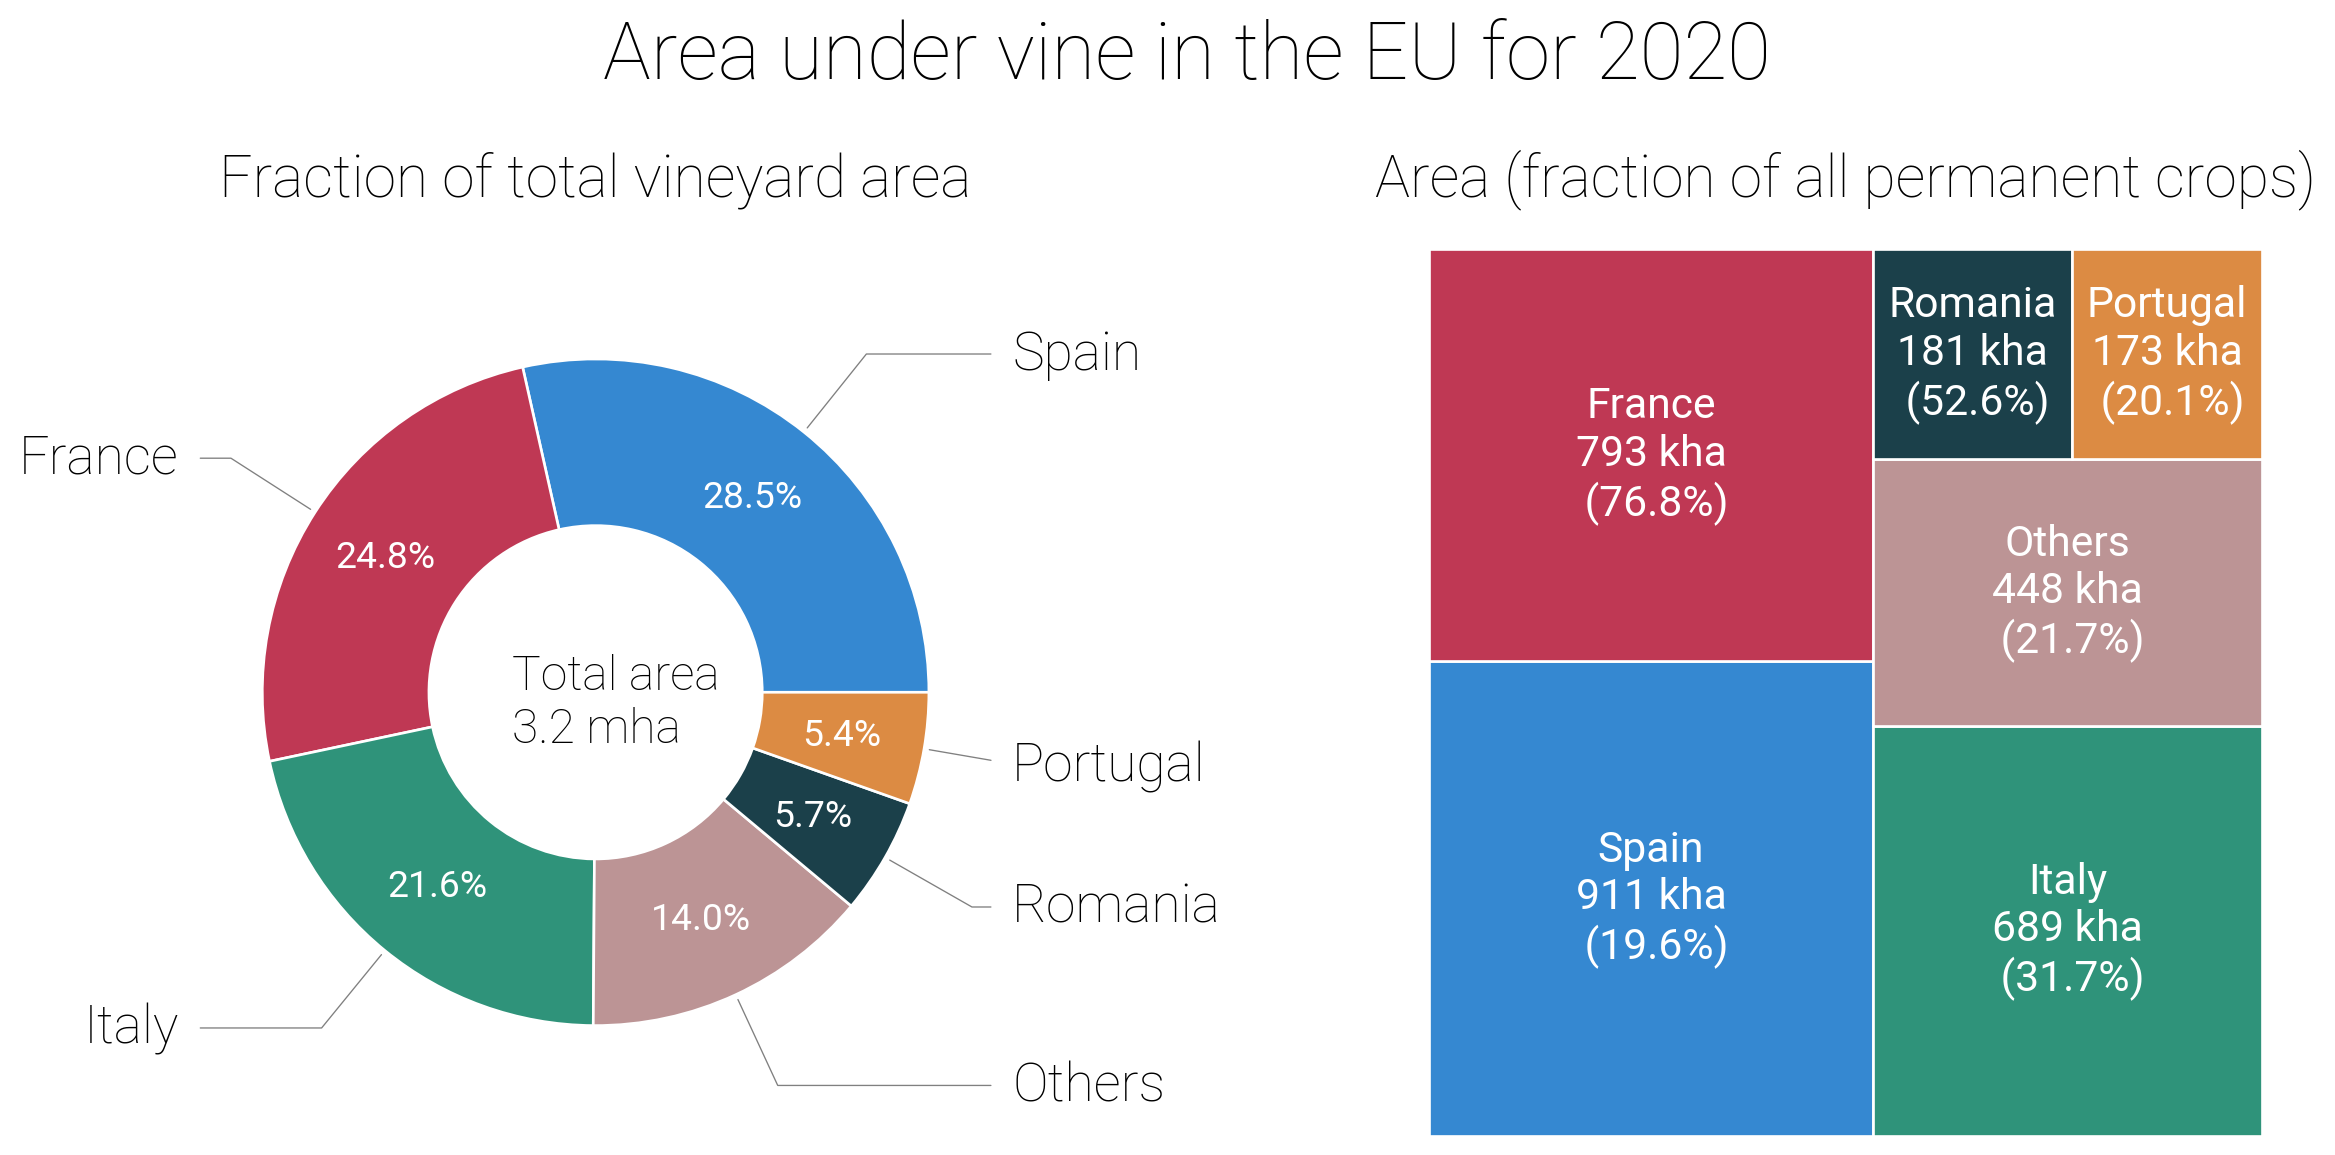 Area under vine in the EU for 2020
Fraction of total vineyard area
Spain
France
28.5%
24.8%
Total area
3.2 mha
5.4%
Portugal
5.7%
Romania
21.6%
14.0%
Italy
Others
Area (fraction of all permanent crops)
France
793 kha
(76.8%)
Romania
181 kha
(52.6%)
Portugal
173 kha
(20.1%)
Others
448 kha
(21.7%)
Spain
911 kha
(19.6%)
Italy
689 kha
(31.7%)